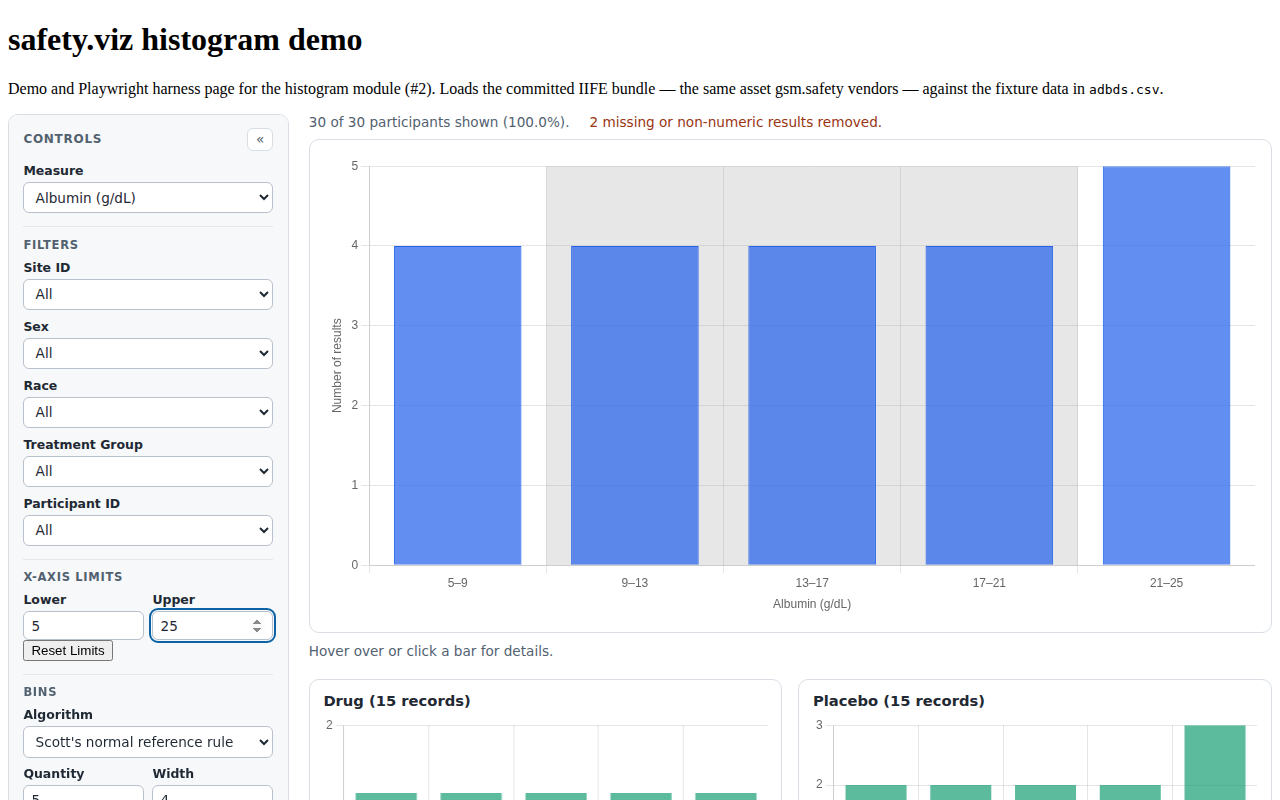 safety.viz histogram demo
Demo and Playwright harness page for the histogram module (#2). Loads the committed IIFE bundle — the same asset gsm.safety vendors — against the fixture data in adbds.csv.
CONTROLS
«
Measure
Albumin (g/dL)
FILTERS
Site ID
All
Sex
All
Race
All
Treatment Group
All
Participant ID
All
X-AXIS LIMITS
Lower Upper
5 25
Reset Limits
BINS
Algorithm
Scott's normal reference rule
Quantity Width
5 4
30 of 30 participants shown (100.0%). 2 missing or non-numeric results removed.
5
4
3
2
1
0
Number of results
5–9 9–13 13–17 17–21 21–25
Albumin (g/dL)
Hover over or click a bar for details.
Drug (15 records)
2
Placebo (15 records)
3
2